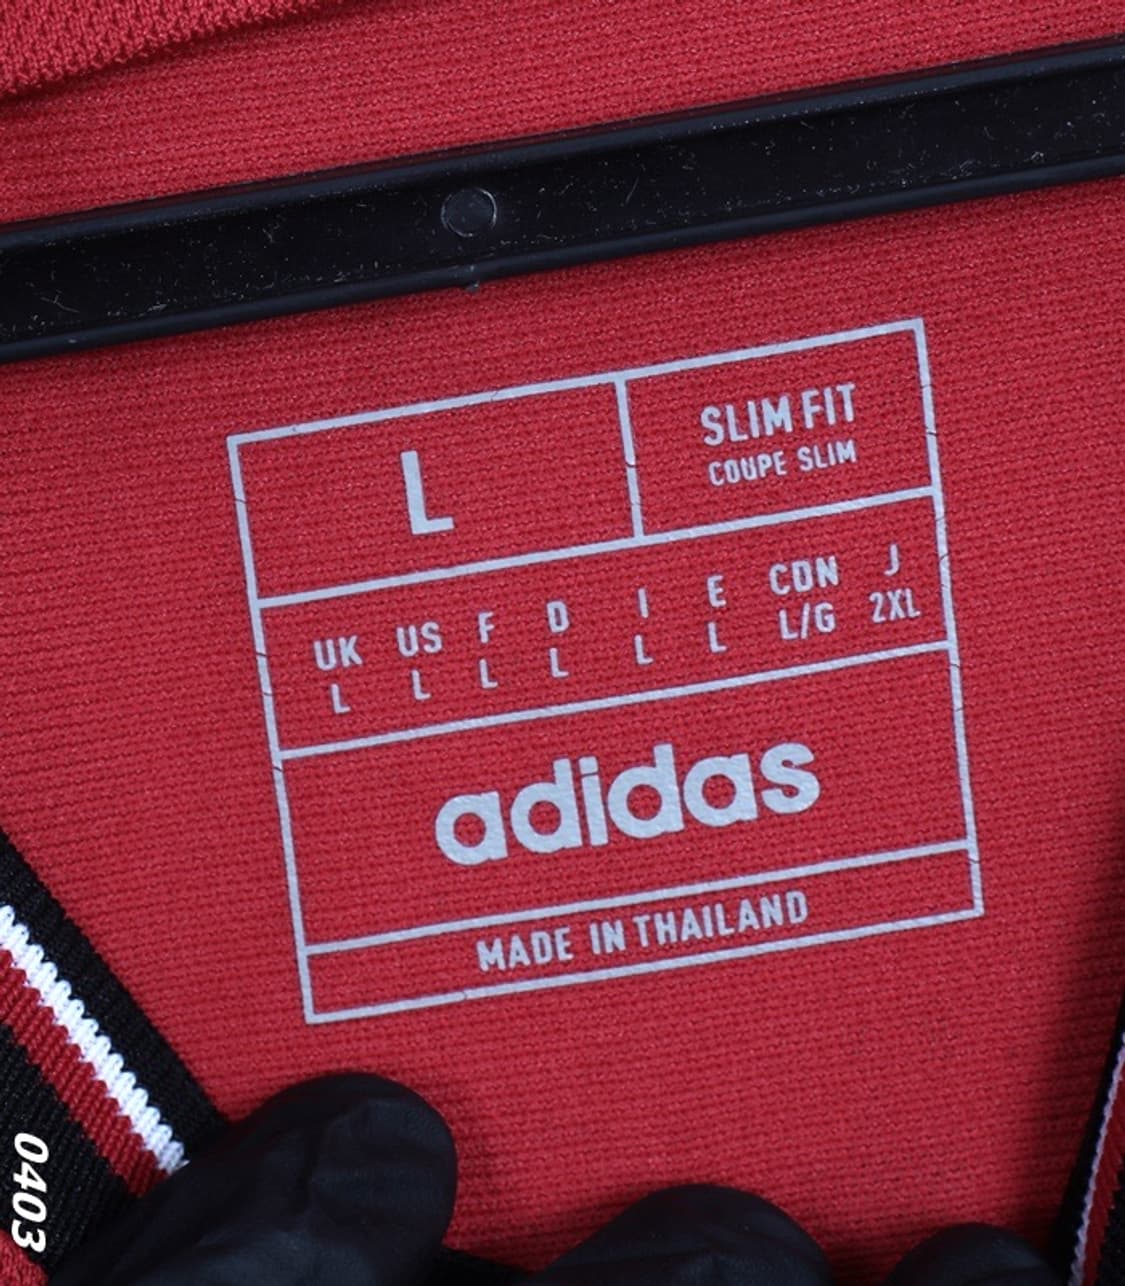 L
SLIM FIT
COUPE SLIM
UK US F D I E CDN J
L L L L L L L/G 2XL
adidas
MADE IN THAILAND
0403